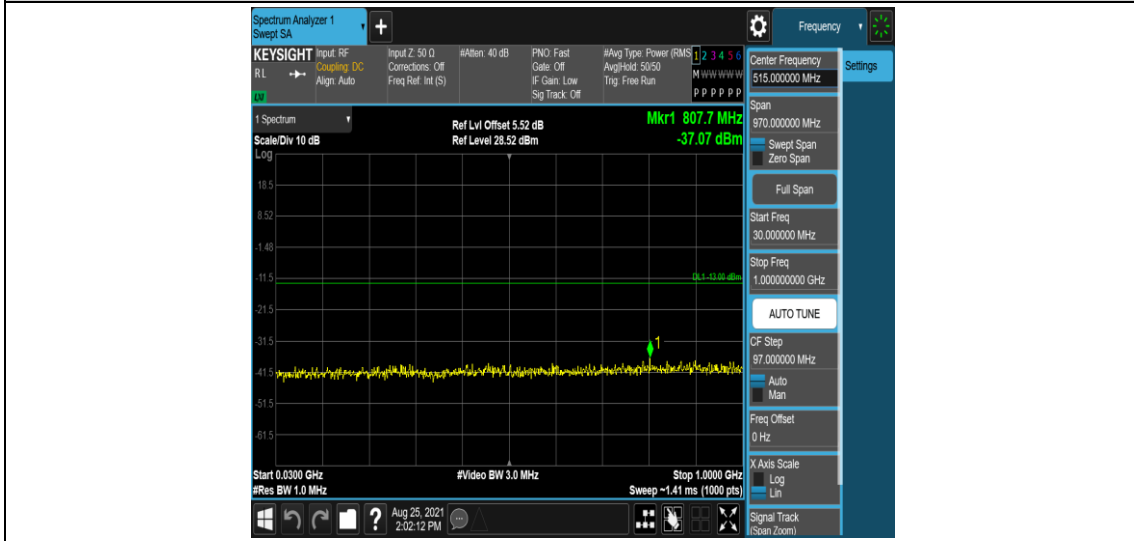 Spectrum Analyzer 1
Swept SA
+
Frequency
KEYSIGHT
RL
Input: RF
Coupling: DC
Align: Auto
Input Z: 50 Ω
Corrections: Off
Freq Ref: Int (S)
#Atten: 40 dB
PNO: Fast
Gate: Off
IF Gain: Low
Sig Track: Off
#Avg Type: Power (RMS
Avg|Hold: 50/50
Trig: Free Run
1 2 3 4 5 6
M W W W W W
P P P P P P
Center Frequency
515.000000 MHz
Settings
Span
970.000000 MHz
Swept Span
Zero Span
Full Span
Start Freq
30.000000 MHz
Stop Freq
1.000000000 GHz
AUTO TUNE
CF Step
97.000000 MHz
Auto
Man
Freq Offset
0 Hz
X Axis Scale
Log
Lin
Signal Track
(Span Zoom)
1 Spectrum
Scale/Div 10 dB
Log
Ref Lvl Offset 5.52 dB
Ref Level 28.52 dBm
Mkr1 807.7 MHz
-37.07 dBm
18.5
8.52
-1.48
-11.5
DL1 -13.00 dBm
-21.5
-31.5
1
-41.5
-51.5
-61.5
Start 0.0300 GHz
#Video BW 3.0 MHz
Stop 1.0000 GHz
#Res BW 1.0 MHz
Sweep ~1.41 ms (1000 pts)
?
Aug 25, 2021
2:02:12 PM